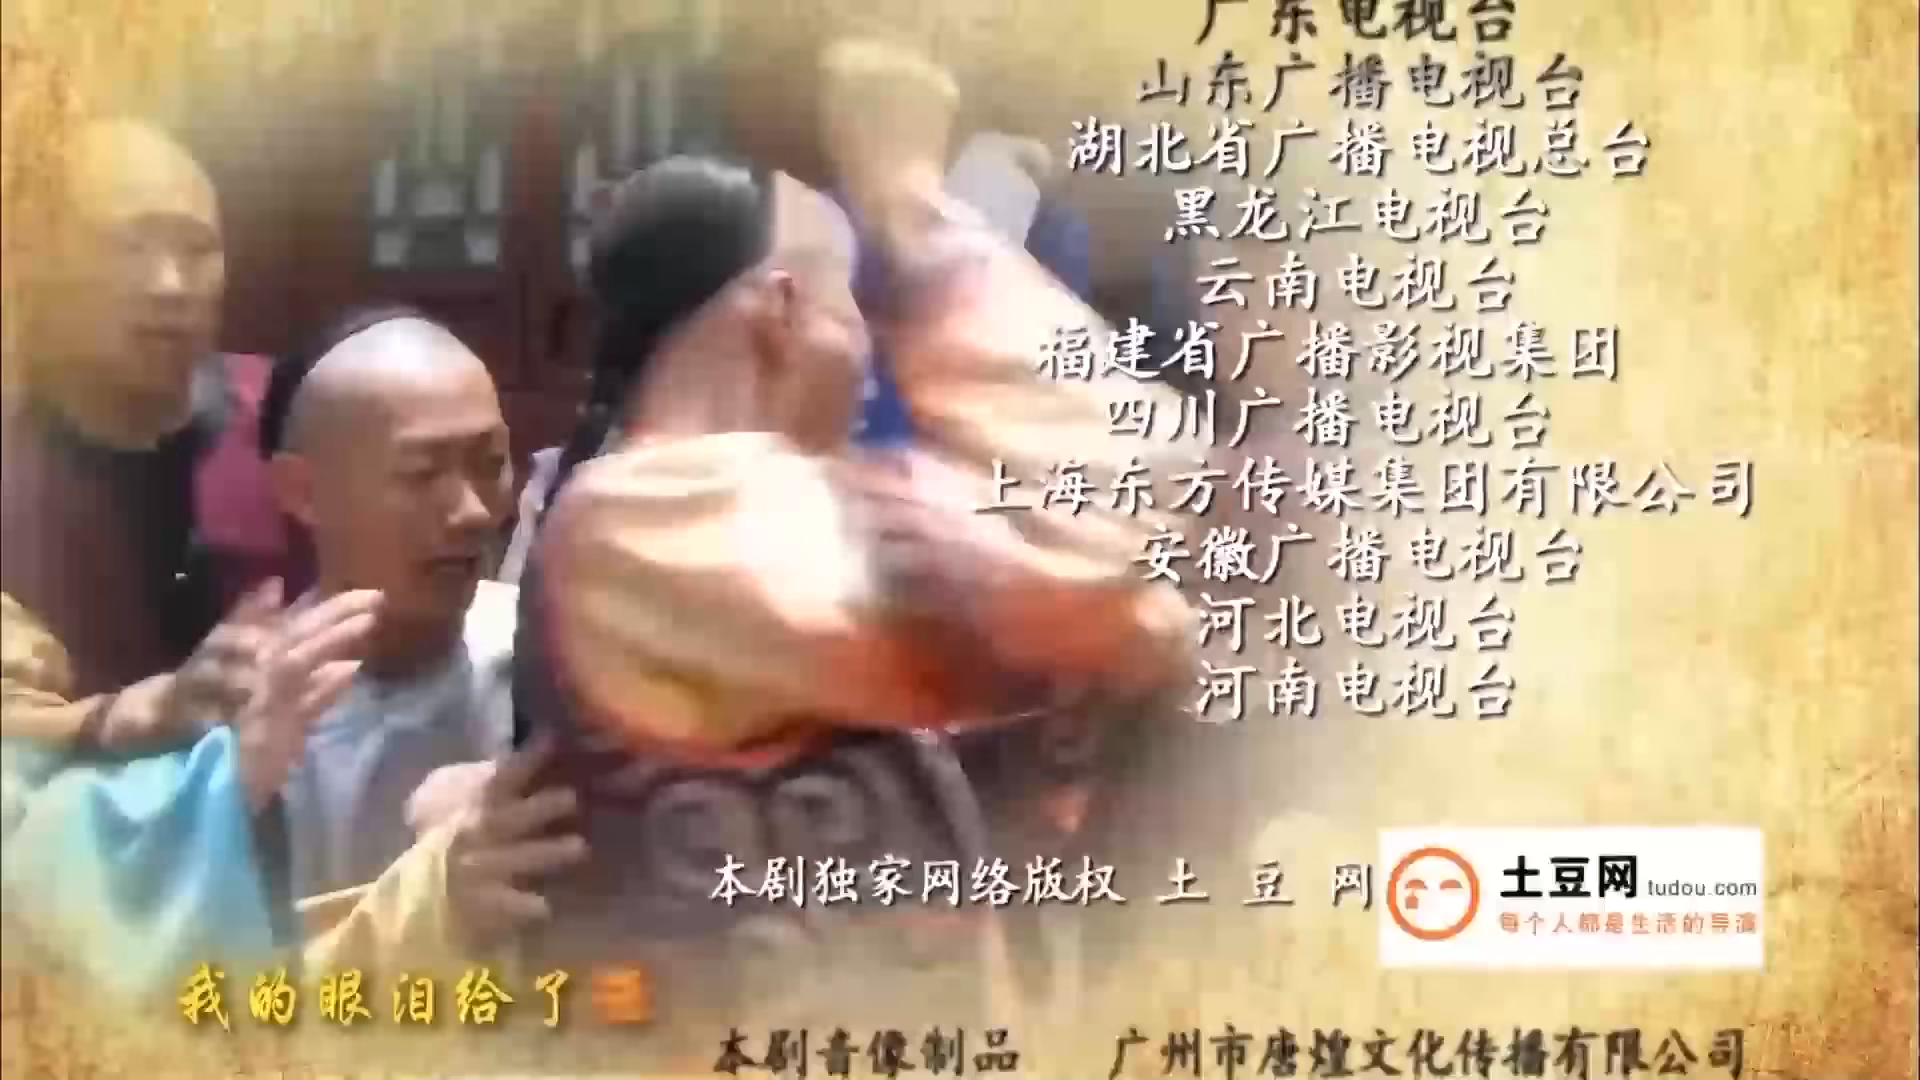 广东电视台
山东广播电视台
湖北省广播电视总台
黑龙江电视台
云南电视台
福建省广播影视集团
四川广播电视台
上海东方传媒集团有限公司
安徽广播电视台
河北电视台
河南电视台
本剧独家网络版权 土 豆 网
土豆网 tudou.com
每个人都是生活的导演
我的眼泪给了
本剧音像制品 广州市唐煌文化传播有限公司